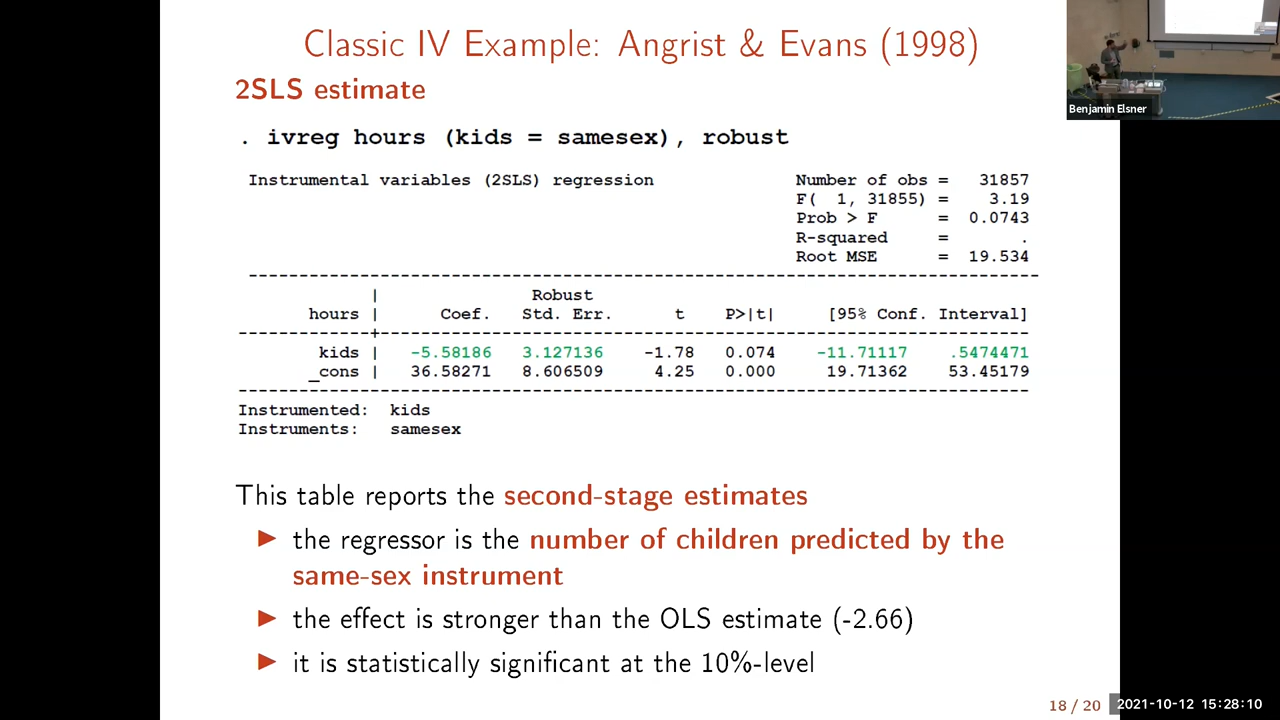 Classic IV Example: Angrist & Evans (1998)
2SLS estimate
. ivreg hours (kids = samesex), robust
Instrumental variables (2SLS) regression
Number of obs = 31857
F( 1, 31855) = 3.19
Prob > F = 0.0743
R-squared = .
Root MSE = 19.534
| Robust
hours | Coef. Std. Err. t P>|t| [95% Conf. Interval]
kids | -5.58186 3.127136 -1.78 0.074 -11.71117 .5474471
_cons | 36.58271 8.606509 4.25 0.000 19.71362 53.45179
Instrumented: kids
Instruments: samesex
This table reports the second-stage estimates
the regressor is the number of children predicted by the
same-sex instrument
the effect is stronger than the OLS estimate (-2.66)
it is statistically significant at the 10%-level
18 / 20
Benjamin Elsner
2021-10-12 15:28:10